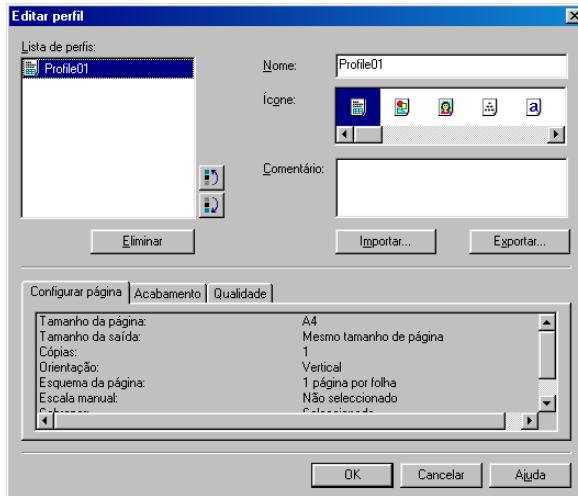 Editar perfil
Lista de perfis:
Profile01
Nome: Profile01
Ícone:
a
Comentário:
Eliminar
Importar... Exportar...
Configurar página Acabamento Qualidade
Tamanho da página: A4
Tamanho da saída: Mesmo tamanho de página
Cópias: 1
Orientação: Vertical
Esquema da página: 1 página por folha
Escala manual: Não seleccionado
OK Cancelar Ajuda